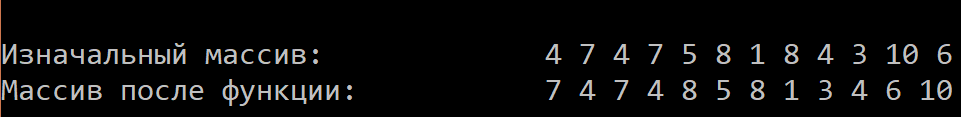 Изначальный массив: 4 7 4 7 5 8 1 8 4 3 10 6
Массив после функции: 7 4 7 4 8 5 8 1 3 4 6 10